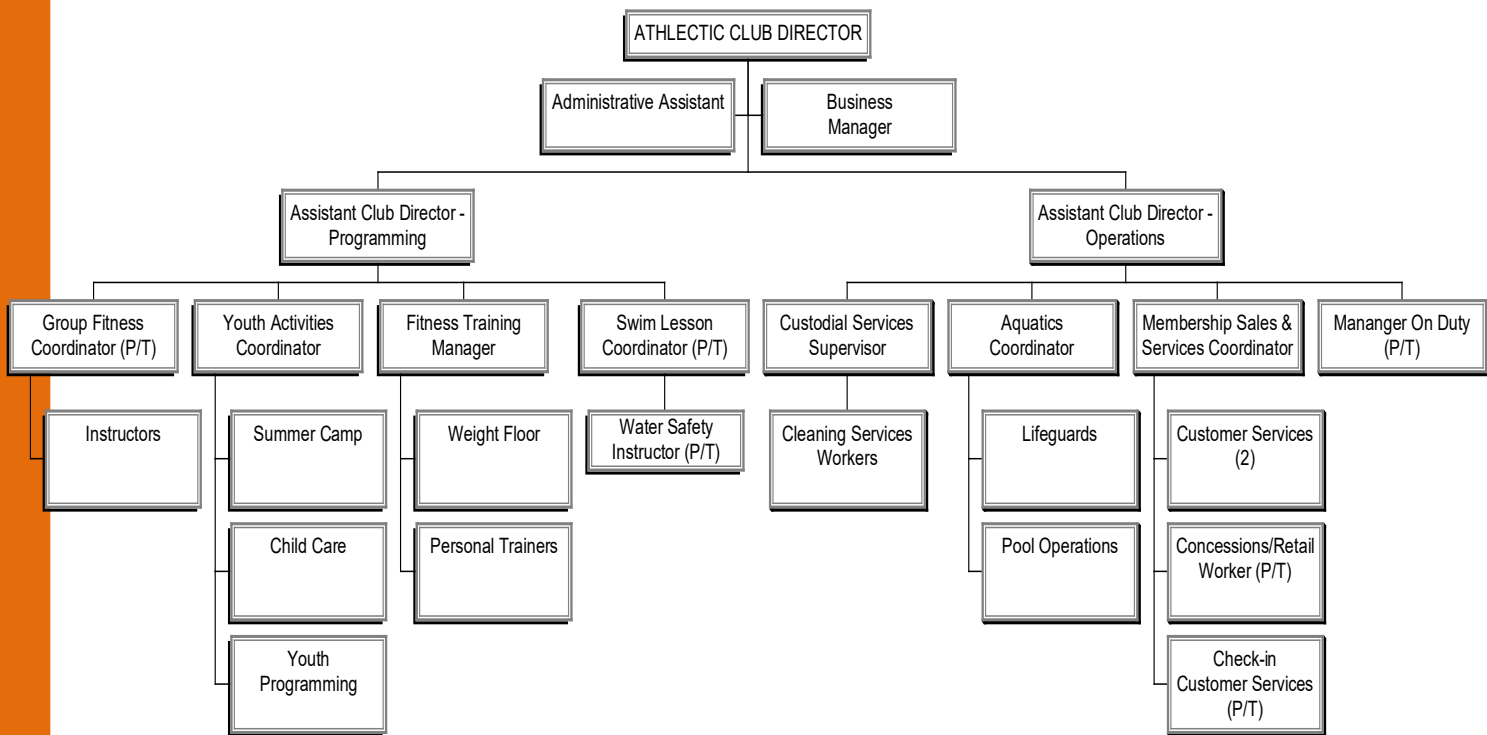 ATHLECTIC CLUB DIRECTOR
Administrative Assistant
Business
Manager
Assistant Club Director -
Programming
Assistant Club Director -
Operations
Group Fitness
Coordinator (P/T)
Youth Activities
Coordinator
Fitness Training
Manager
Swim Lesson
Coordinator (P/T)
Custodial Services
Supervisor
Aquatics
Coordinator
Membership Sales &
Services Coordinator
Mananger On Duty
(P/T)
Instructors
Summer Camp
Weight Floor
Water Safety
Instructor (P/T)
Cleaning Services
Workers
Lifeguards
Customer Services
(2)
Child Care
Personal Trainers
Pool Operations
Concessions/Retail
Worker (P/T)
Youth
Programming
Check-in
Customer Services
(P/T)